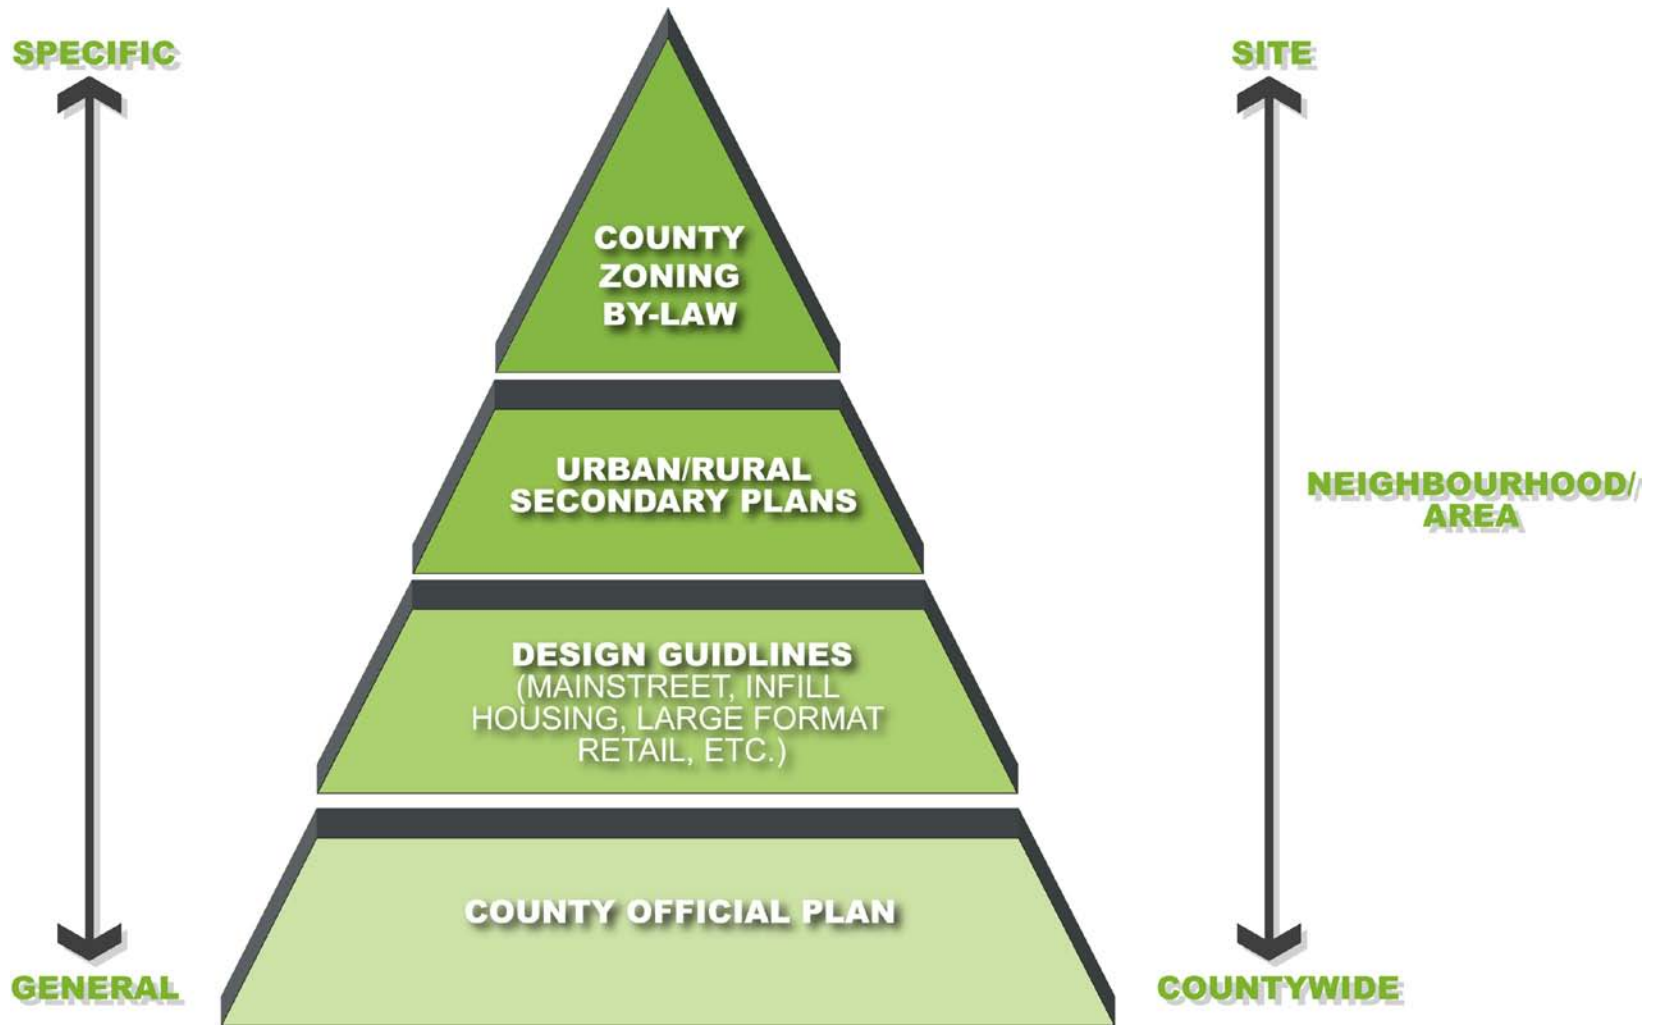 SPECIFIC
SITE
COUNTY
ZONING
BY-LAW
URBAN/RURAL
SECONDARY PLANS
NEIGHBOURHOOD/
AREA
DESIGN GUIDLINES
(MAINSTREET, INFILL
HOUSING, LARGE FORMAT
RETAIL, ETC.)
COUNTY OFFICIAL PLAN
GENERAL
COUNTYWIDE